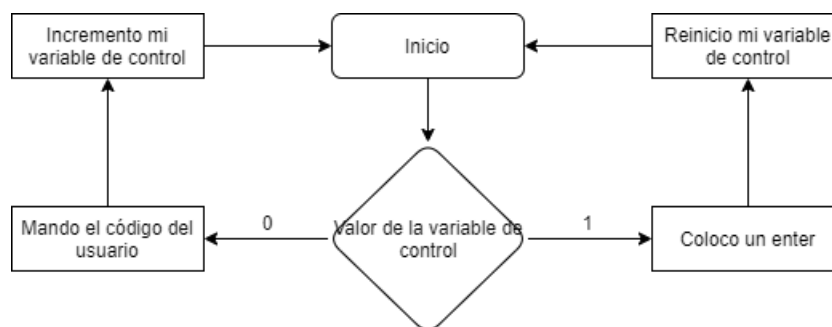 Incremento mi
variable de control
Inicio
Reinicio mi variable
de control
Mando el código del
usuario
0
Valor de la variable de
control
1
Coloco un enter